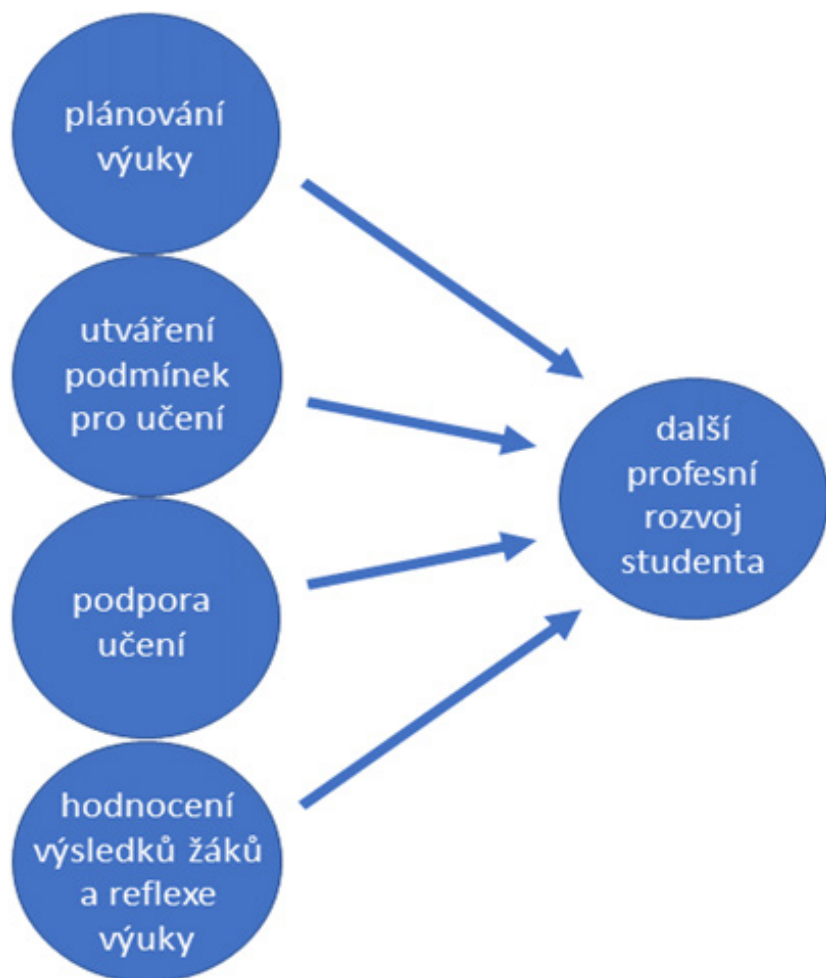 plánování
výuky
utváření
podmínek
pro učení
podpora
učení
hodnocení
výsledků žáků
a reflexe
výuky
další
profesní
rozvoj
studenta